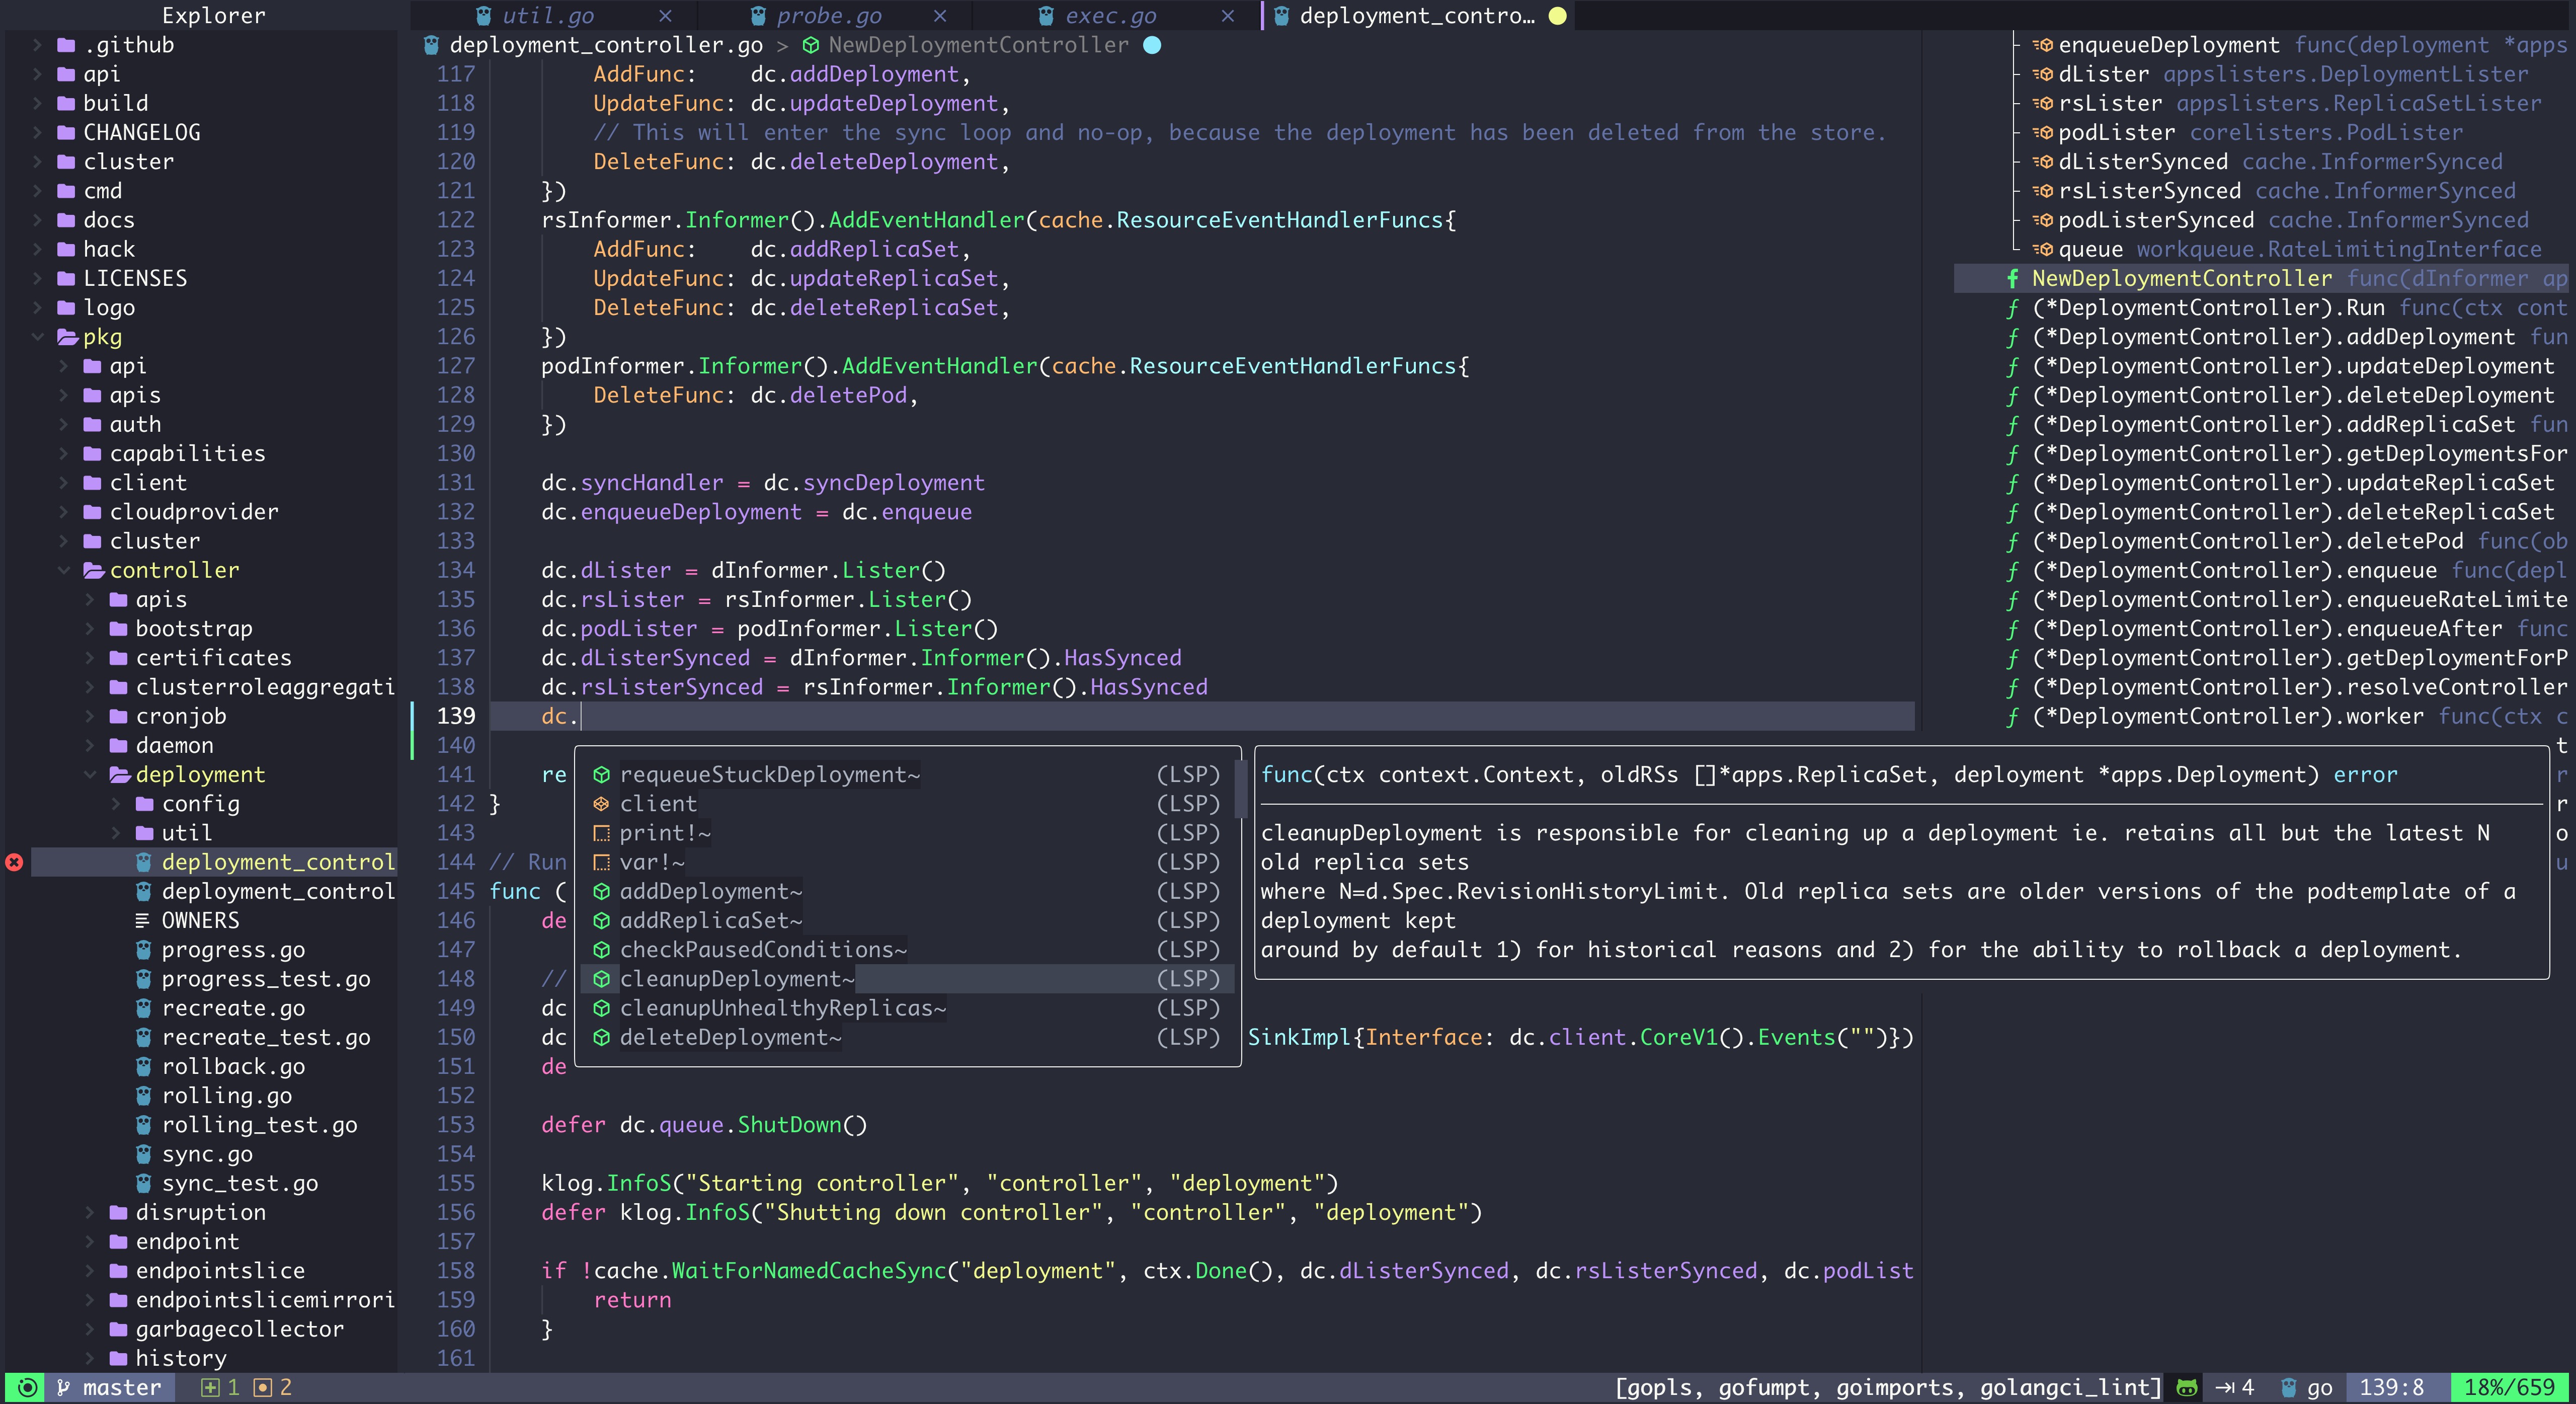 Explorer
.github
api
build
CHANGELOG
cluster
cmd
docs
hack
LICENSES
logo
pkg
api
apis
auth
capabilities
client
cloudprovider
cluster
controller
apis
bootstrap
certificates
clusterroleaggregati
cronjob
daemon
deployment
config
util
deployment_control
deployment_control
OWNERS
progress.go
progress_test.go
recreate.go
recreate_test.go
rollback.go
rolling.go
rolling_test.go
sync.go
sync_test.go
disruption
endpoint
endpointslice
endpointslicemirrori
garbagecollector
history
util.go × probe.go × exec.go × deployment_contro…
deployment_controller.go > NewDeploymentController
117 AddFunc: dc.addDeployment,
118 UpdateFunc: dc.updateDeployment,
119 // This will enter the sync loop and no-op, because the deployment has been deleted from the store.
120 DeleteFunc: dc.deleteDeployment,
121 })
122 rsInformer.Informer().AddEventHandler(cache.ResourceEventHandlerFuncs{
123 AddFunc: dc.addReplicaSet,
124 UpdateFunc: dc.updateReplicaSet,
125 DeleteFunc: dc.deleteReplicaSet,
126 })
127 podInformer.Informer().AddEventHandler(cache.ResourceEventHandlerFuncs{
128 DeleteFunc: dc.deletePod,
129 })
130
131 dc.syncHandler = dc.syncDeployment
132 dc.enqueueDeployment = dc.enqueue
133
134 dc.dLister = dInformer.Lister()
135 dc.rsLister = rsInformer.Lister()
136 dc.podLister = podInformer.Lister()
137 dc.dListerSynced = dInformer.Informer().HasSynced
138 dc.rsListerSynced = rsInformer.Informer().HasSynced
139 dc.
140
141 re
142 }
143
144 // Run
145 func (
146 de
147
148 //
149 dc
150 dc SinkImpl{Interface: dc.client.CoreV1().Events("")})
151 de
152
153 defer dc.queue.ShutDown()
154
155 klog.InfoS("Starting controller", "controller", "deployment")
156 defer klog.InfoS("Shutting down controller", "controller", "deployment")
157
158 if !cache.WaitForNamedCacheSync("deployment", ctx.Done(), dc.dListerSynced, dc.rsListerSynced, dc.podList
159 return
160 }
161
requeueStuckDeployment~ (LSP)
client (LSP)
print!~ (LSP)
var!~ (LSP)
addDeployment~ (LSP)
addReplicaSet~ (LSP)
checkPausedConditions~ (LSP)
cleanupDeployment~ (LSP)
cleanupUnhealthyReplicas~ (LSP)
deleteDeployment~ (LSP)
func(ctx context.Context, oldRSs []*apps.ReplicaSet, deployment *apps.Deployment) error
cleanupDeployment is responsible for cleaning up a deployment ie. retains all but the latest N
old replica sets
where N=d.Spec.RevisionHistoryLimit. Old replica sets are older versions of the podtemplate of a
deployment kept
around by default 1) for historical reasons and 2) for the ability to rollback a deployment.
enqueueDeployment func(deployment *apps
dLister appslisters.DeploymentLister
rsLister appslisters.ReplicaSetLister
podLister corelisters.PodLister
dListerSynced cache.InformerSynced
rsListerSynced cache.InformerSynced
podListerSynced cache.InformerSynced
queue workqueue.RateLimitingInterface
f NewDeploymentController func(dInformer ap
f (*DeploymentController).Run func(ctx cont
f (*DeploymentController).addDeployment fun
f (*DeploymentController).updateDeployment
f (*DeploymentController).deleteDeployment
f (*DeploymentController).addReplicaSet fun
f (*DeploymentController).getDeploymentsFor
f (*DeploymentController).updateReplicaSet
f (*DeploymentController).deleteReplicaSet
f (*DeploymentController).deletePod func(ob
f (*DeploymentController).enqueue func(depl
f (*DeploymentController).enqueueRateLimite
f (*DeploymentController).enqueueAfter func
f (*DeploymentController).getDeploymentForP
f (*DeploymentController).resolveController
f (*DeploymentController).worker func(ctx c
t
r
r
o
u
master 1 2 [gopls, gofumpt, goimports, golangci_lint] 4 go 139:8 18%/659